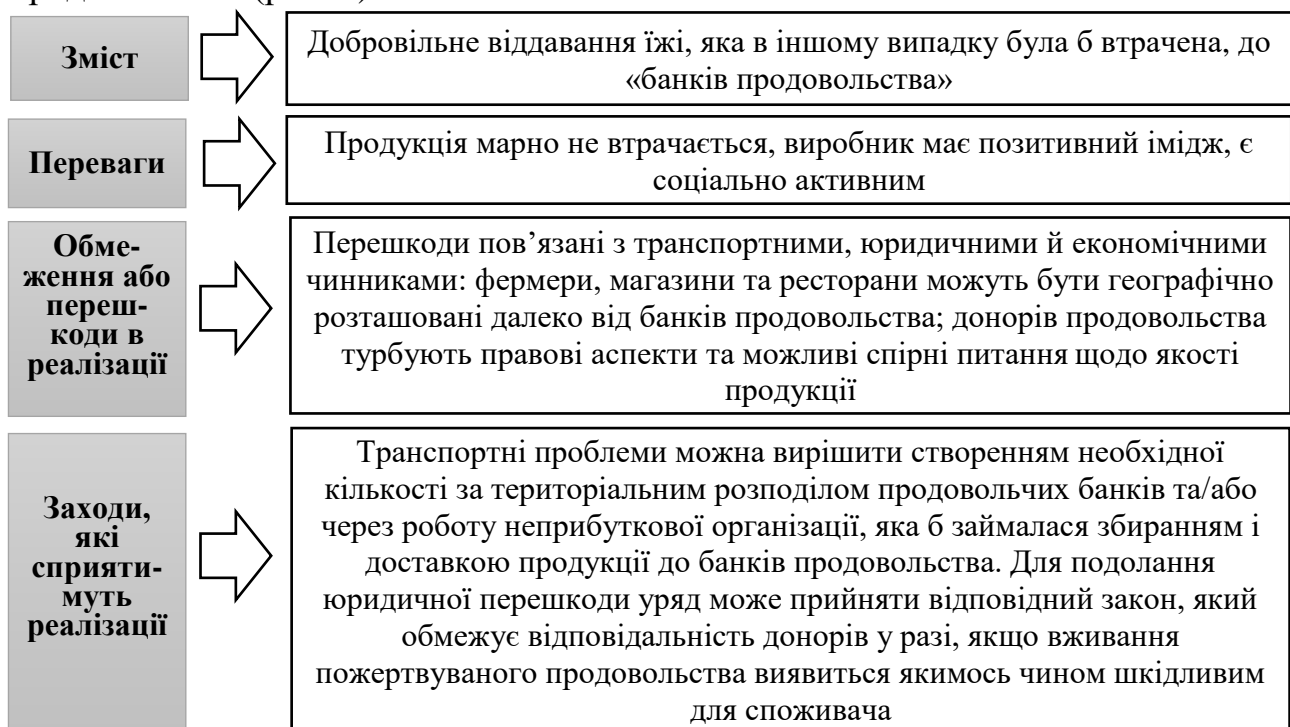 Зміст
Добровільне віддавання їжі, яка в іншому випадку була б втрачена, до
«банків продовольства»
Переваги
Продукція марно не втрачається, виробник має позитивний імідж, є
соціально активним
Обме-
ження або
переш-
коди в
реалізації
Перешкоди пов’язані з транспортними, юридичними й економічними
чинниками: фермери, магазини та ресторани можуть бути географічно
розташовані далеко від банків продовольства; донорів продовольства
турбують правові аспекти та можливі спірні питання щодо якості
продукції
Заходи,
які
сприяти-
муть
реалізації
Транспортні проблеми можна вирішити створенням необхідної
кількості за територіальним розподілом продовольчих банків та/або
через роботу неприбуткової організації, яка б займалася збиранням і
доставкою продукції до банків продовольства. Для подолання
юридичної перешкоди уряд може прийняти відповідний закон, який
обмежує відповідальність донорів у разі, якщо вживання
пожертвуваного продовольства виявиться якимось чином шкідливим
для споживача